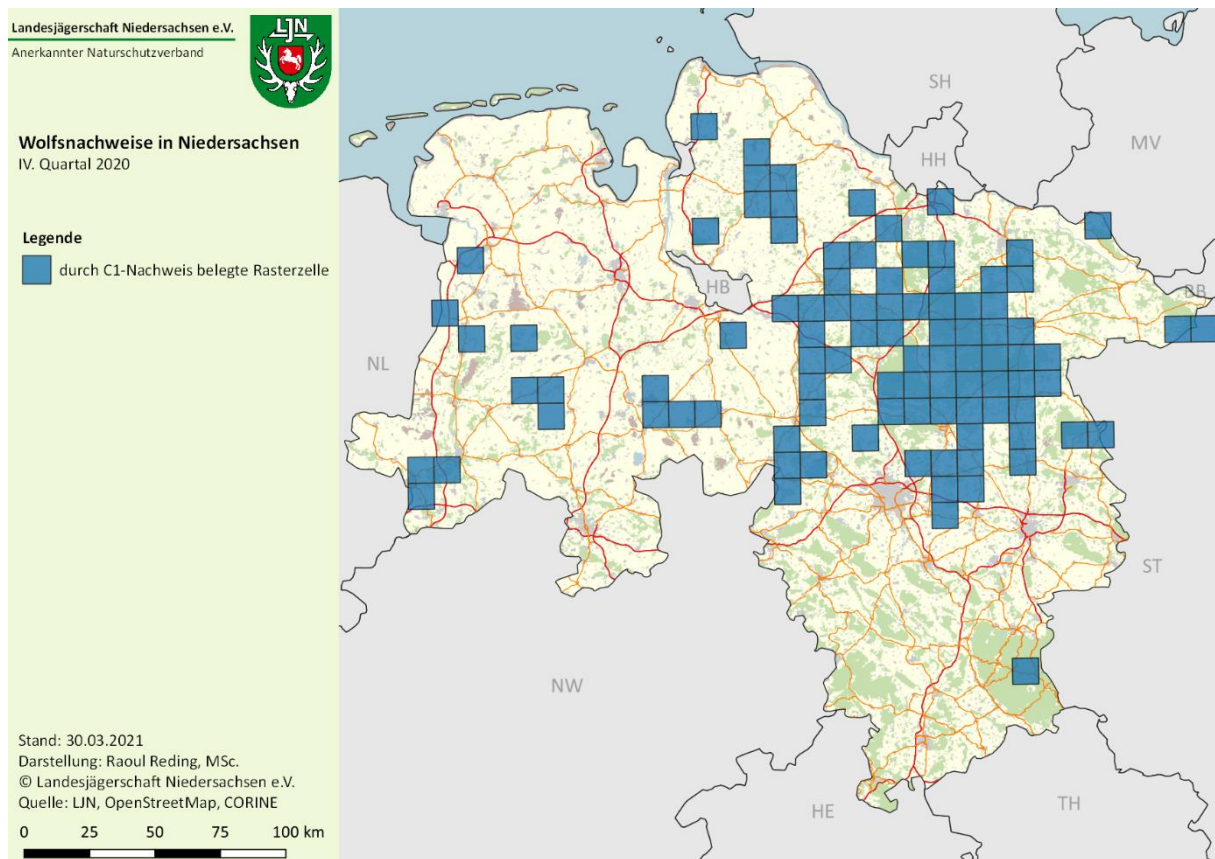 Landesjägerschaft Niedersachsen e.V.
Anerkannter Naturschutzverband
LJN
Wolfsnachweise in Niedersachsen
IV. Quartal 2020
Legende
durch C1-Nachweis belegte Rasterzelle
SH
MV
HH
HB
BB
NL
ST
NW
HE
TH
Stand: 30.03.2021
Darstellung: Raoul Reding, MSc.
© Landesjägerschaft Niedersachsen e.V.
Quelle: LJN, OpenStreetMap, CORINE
0 25 50 75 100 km